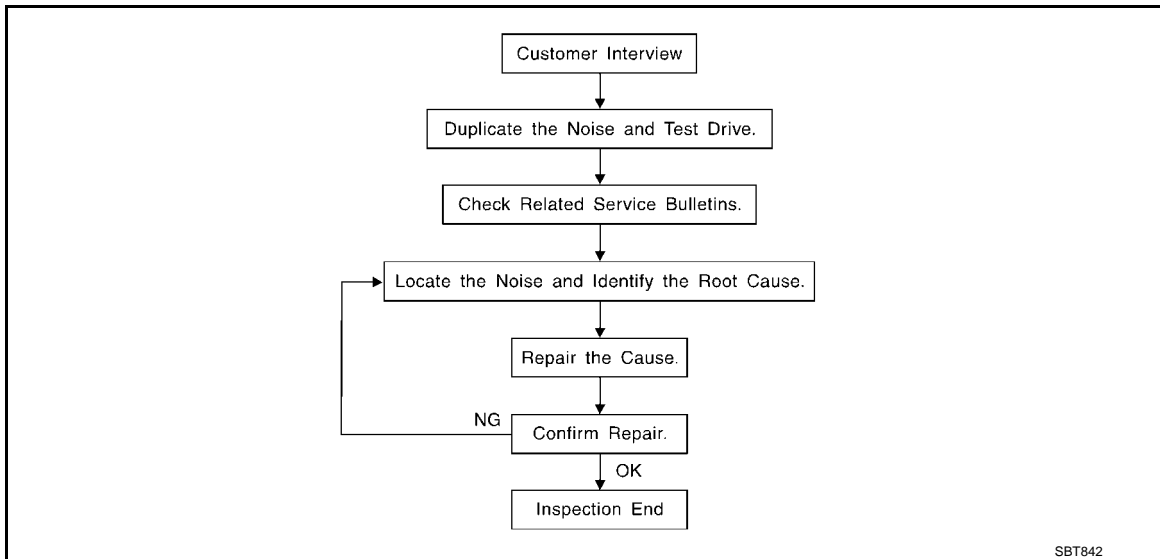 Customer Interview
Duplicate the Noise and Test Drive.
Check Related Service Bulletins.
Locate the Noise and Identify the Root Cause.
Repair the Cause.
NG
Confirm Repair.
OK
Inspection End
SBT842